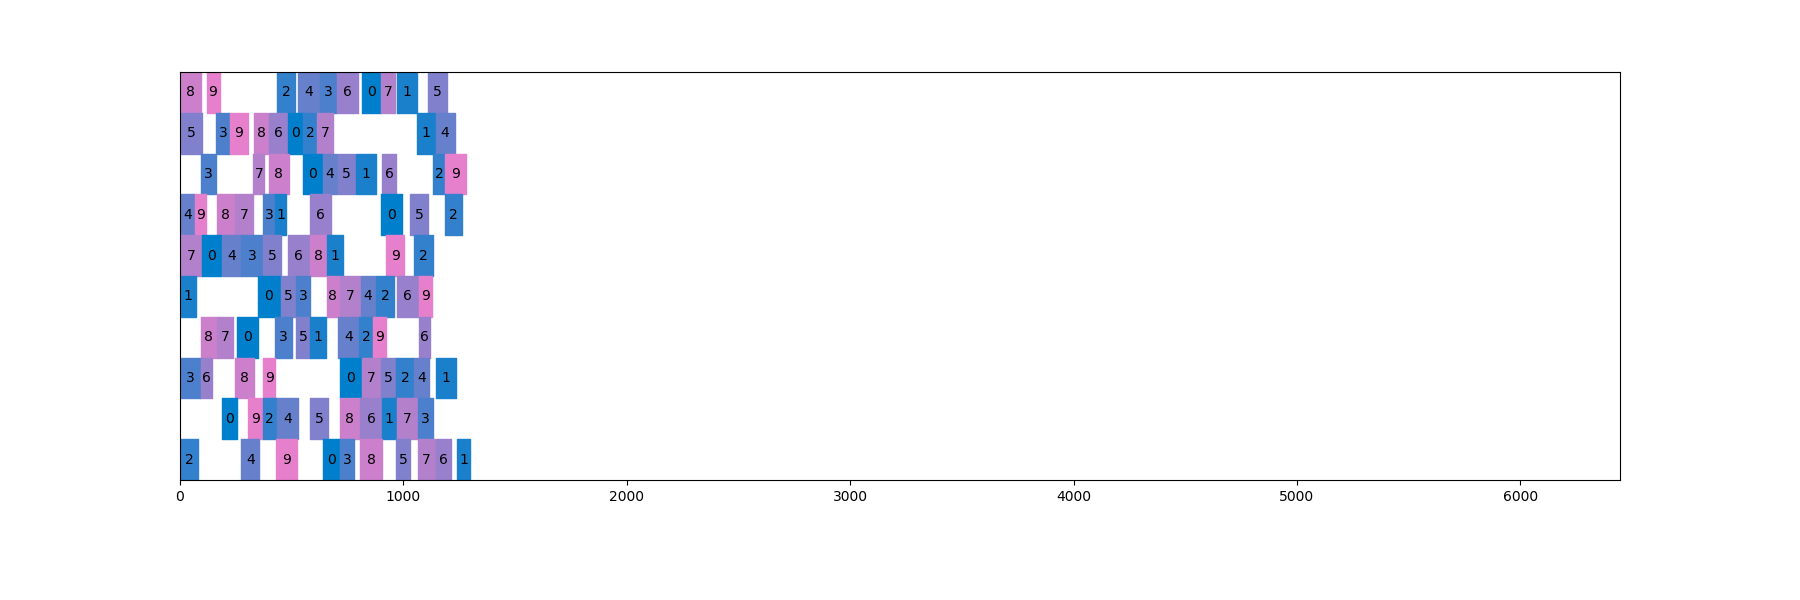 8 9 2 4 3 6 0 7 1 5
5 3 9 8 6 0 2 7 1 4
3 7 8 0 4 5 1 6 2 9
4 9 8 7 3 1 6 0 5 2
7 0 4 3 5 6 8 1 9 2
1 0 5 3 8 7 4 2 6 9
8 7 0 3 5 1 4 2 9 6
3 6 8 9 0 7 5 2 4 1
0 9 2 4 5 8 6 1 7 3
2 4 9 0 3 8 5 7 6 1
0 1000 2000 3000 4000 5000 6000